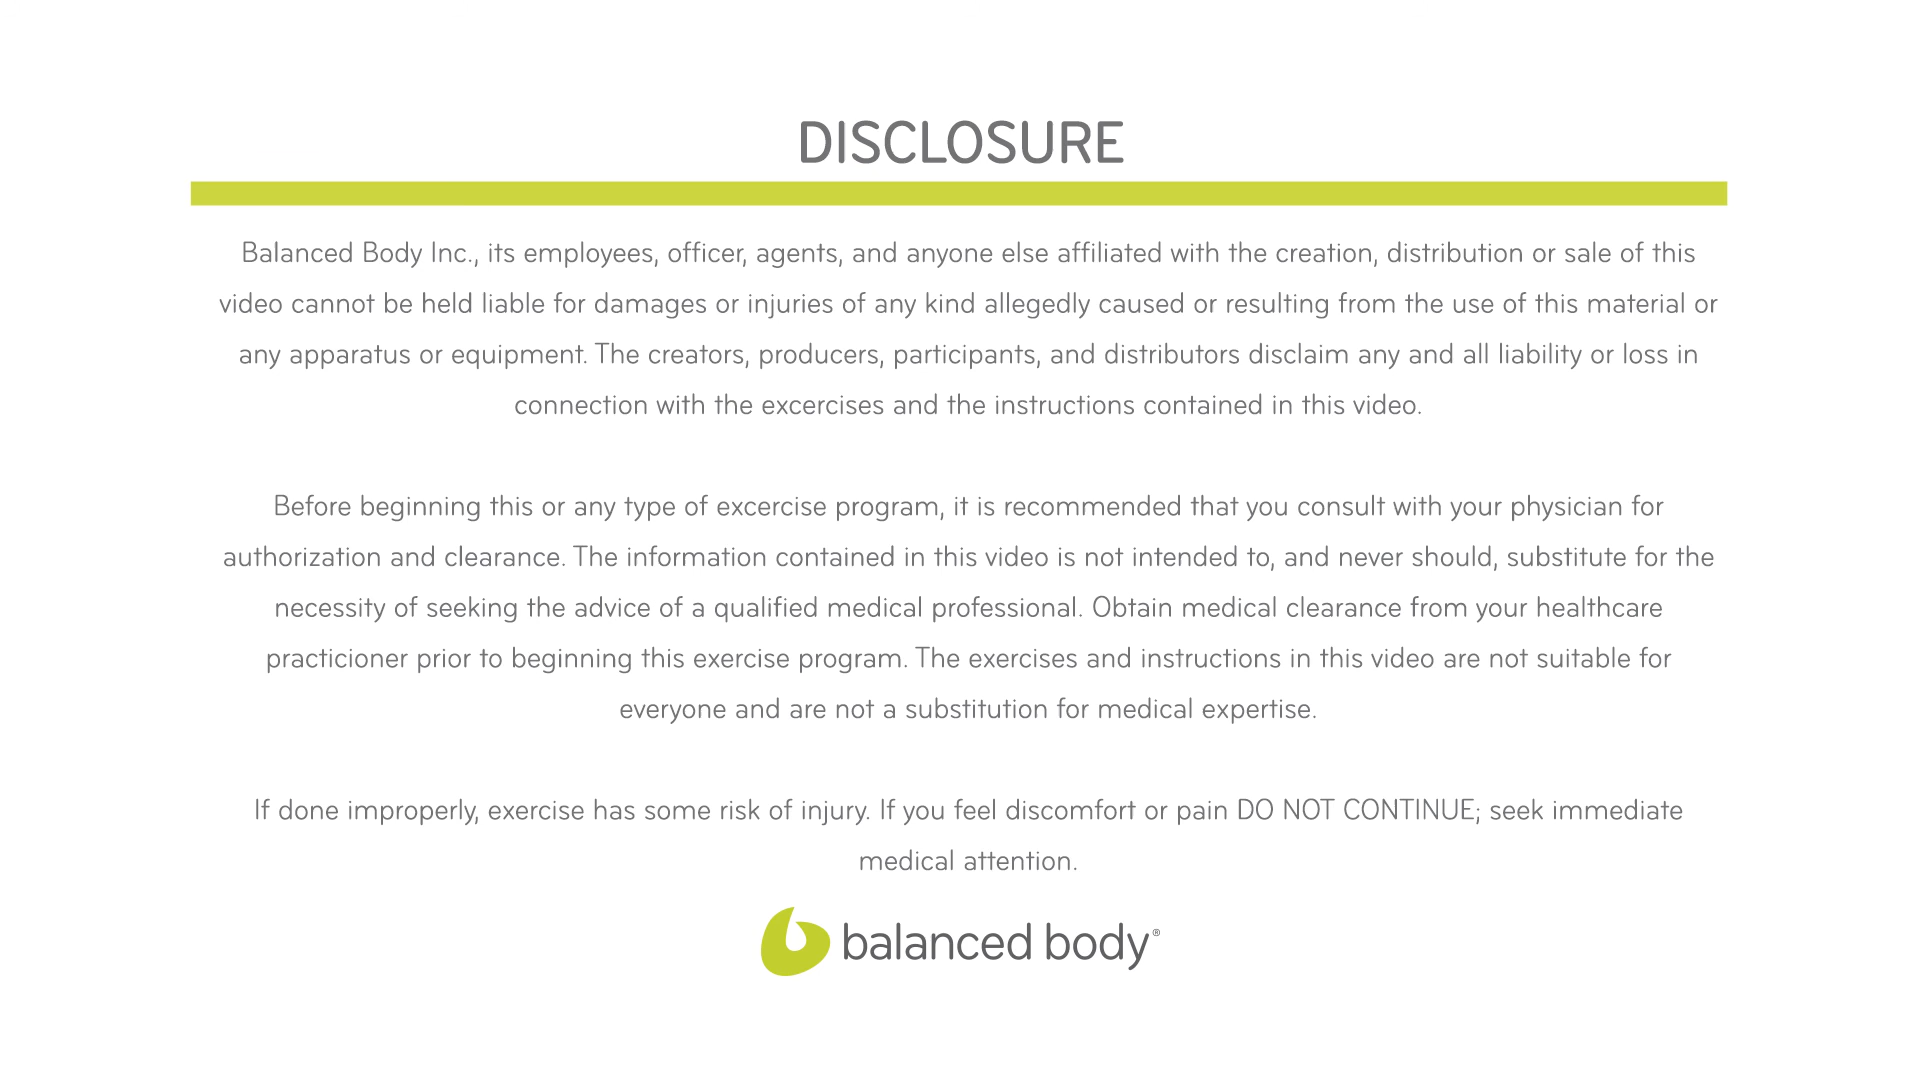 DISCLOSURE
Balanced Body Inc., its employees, officer, agents, and anyone else affiliated with the creation, distribution or sale of this
video cannot be held liable for damages or injuries of any kind allegedly caused or resulting from the use of this material or
any apparatus or equipment. The creators, producers, participants, and distributors disclaim any and all liability or loss in
connection with the excercises and the instructions contained in this video.
Before beginning this or any type of excercise program, it is recommended that you consult with your physician for
authorization and clearance. The information contained in this video is not intended to, and never should, substitute for the
necessity of seeking the advice of a qualified medical professional. Obtain medical clearance from your healthcare
practicioner prior to beginning this exercise program. The exercises and instructions in this video are not suitable for
everyone and are not a substitution for medical expertise.
If done improperly, exercise has some risk of injury. If you feel discomfort or pain DO NOT CONTINUE; seek immediate
medical attention.
balanced body®